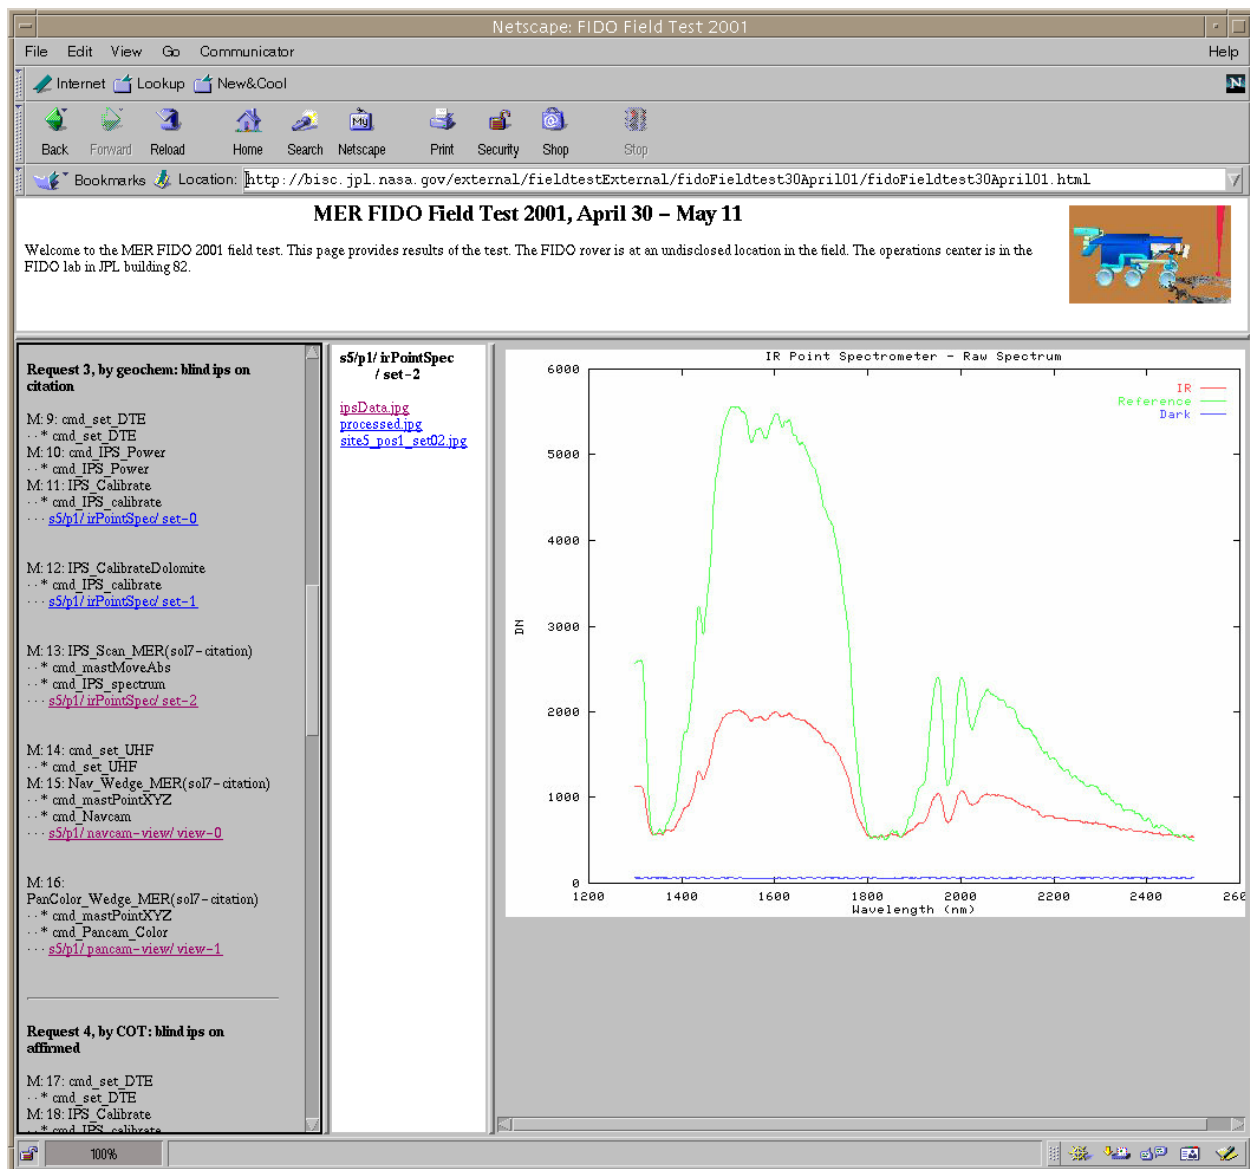 Netscape: FIDO Field Test 2001
File Edit View Go Communicator Help
Internet Lookup New&Cool N
My
Back Forward Reload Home Search Netscape Print Security Shop Stop
Bookmarks Location: http://bisc.jpl.nasa.gov/external/fieldtestExternal/fidoFieldtest30April01/fidoFieldtest30April01.html
MER FIDO Field Test 2001, April 30 – May 11
Welcome to the MER FIDO 2001 field test. This page provides results of the test. The FIDO rover is at an undisclosed location in the field. The operations center is in the
FIDO lab in JPL building 82.
Request 3, by geochem: blind ips on
citation
M: 9: cmd_set_DTE
··* cmd_set_DTE
M: 10: cmd_IPS_Power
··* cmd_IPS_Power
M: 11: IPS_Calibrate
··* cmd_IPS_calibrate
··· s5/p1/irPointSpec/set-0
M: 12: IPS_CalibrateDolomite
··* cmd_IPS_calibrate
··· s5/p1/irPointSpec/set-1
M: 13: IPS_Scan_MER(sol7-citation)
··* cmd_mastMoveAbs
··* cmd_IPS_spectrum
··· s5/p1/irPointSpec/set-2
M: 14: cmd_set_UHF
··* cmd_set_UHF
M: 15: Nav_Wedge_MER(sol7-citation)
··* cmd_mastPointXYZ
··* cmd_Navcam
··· s5/p1/navcam-view/view-0
M: 16:
PanColor_Wedge_MER(sol7-citation)
··* cmd_mastPointXYZ
··* cmd_Pancam_Color
··· s5/p1/pancam-view/view-1
Request 4, by COT: blind ips on
affirmed
M: 17: cmd_set_DTE
··* cmd_set_DTE
M: 18: IPS_Calibrate
··* cmd_IPS_calibrate
s5/p1/irPointSpec
/set-2
ipsData.jpg
processed.jpg
site5_pos1_set02.jpg
IR Point Spectrometer - Raw Spectrum
IR
Reference
Dark
6000
5000
4000
3000
2000
1000
0
DN
1200 1400 1600 1800 2000 2200 2400 260
Wavelength (nm)
100%